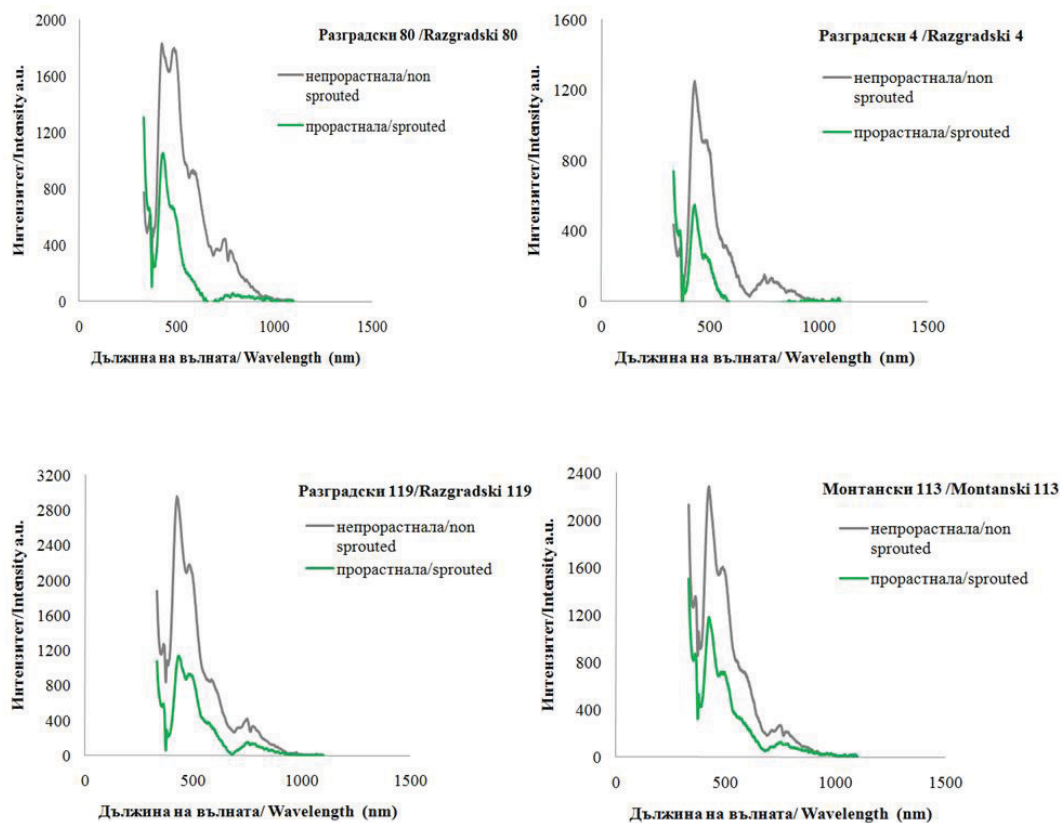 Разградски 80 /Razgradski 80
Интензитет/Intensity a.u.
2000
1600
1200
800
400
0
непрорастнала/non
sprouted
прорастнала/sprouted
0 500 1000 1500
Дължина на вълната/ Wavelength (nm)
Разградски 4 /Razgradski 4
Интензитет/Intensity a.u.
1600
1200
800
400
0
непрорастнала/non
sprouted
прорастнала/sprouted
0 500 1000 1500
Дължина на вълната/ Wavelength (nm)
Разградски 119/Razgradski 119
Интензитет/Intensity a.u.
3200
2800
2400
2000
1600
1200
800
400
0
непрорастнала/non
sprouted
прорастнала/sprouted
0 500 1000 1500
Дължина на вълната/ Wavelength (nm)
Монтански 113 /Montanski 113
Интензитет/Intensity a.u.
2400
2000
1600
1200
800
400
0
непрорастнала/non
sprouted
прорастнала/sprouted
0 500 1000 1500
Дължина на вълната/ Wavelength (nm)